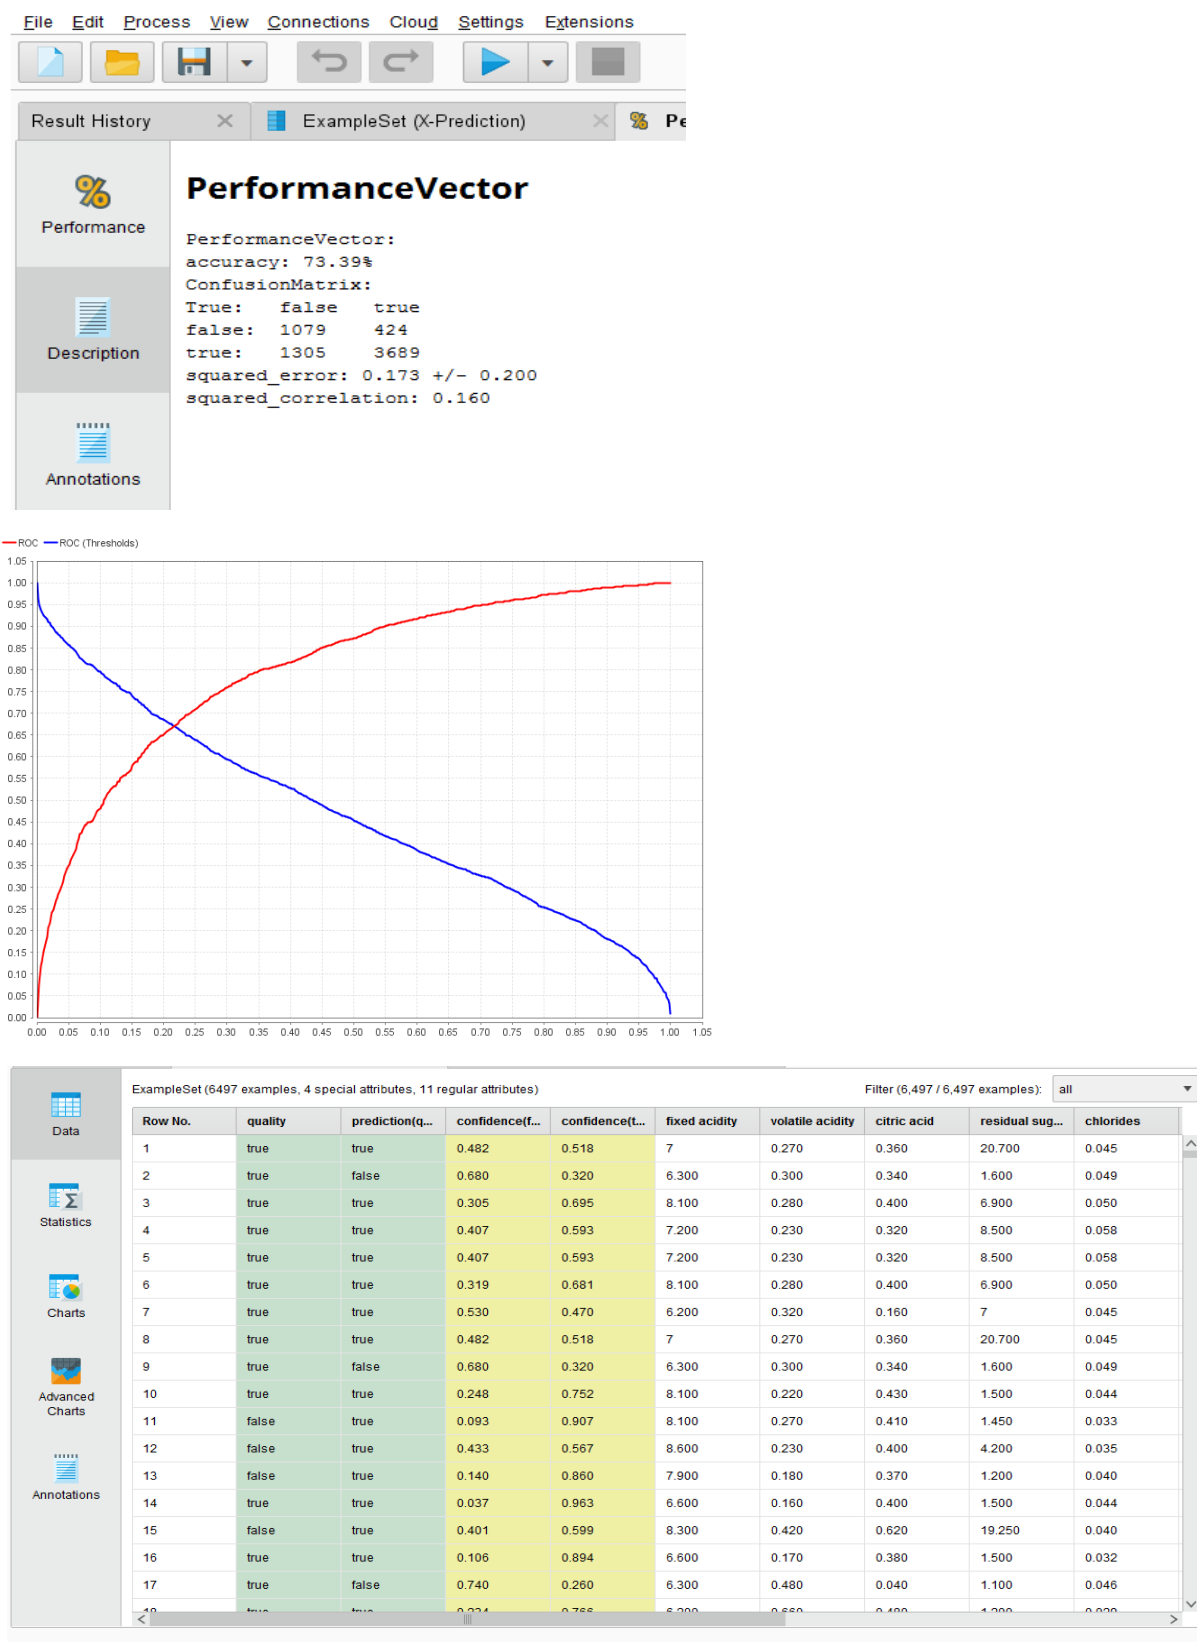 File Edit Process View Connections Cloud Settings Extensions
Result History ExampleSet (X-Prediction) % Pe
%
Performance
Description
Annotations
PerformanceVector
PerformanceVector:
accuracy: 73.39%
ConfusionMatrix:
True: false true
false: 1079 424
true: 1305 3689
squared_error: 0.173 +/- 0.200
squared_correlation: 0.160
ROC ROC (Thresholds)
1.05
1.00
0.95
0.90
0.85
0.80
0.75
0.70
0.65
0.60
0.55
0.50
0.45
0.40
0.35
0.30
0.25
0.20
0.15
0.10
0.05
0.00
0.00 0.05 0.10 0.15 0.20 0.25 0.30 0.35 0.40 0.45 0.50 0.55 0.60 0.65 0.70 0.75 0.80 0.85 0.90 0.95 1.00 1.05
Data
Statistics
Charts
Advanced
Charts
Annotations
ExampleSet (6497 examples, 4 special attributes, 11 regular attributes) Filter (6,497 / 6,497 examples): all
Row No. quality prediction(q... confidence(f... confidence(t... fixed acidity volatile acidity citric acid residual sug... chlorides
1 true true 0.482 0.518 7 0.270 0.360 20.700 0.045
2 true false 0.680 0.320 6.300 0.300 0.340 1.600 0.049
3 true true 0.305 0.695 8.100 0.280 0.400 6.900 0.050
4 true true 0.407 0.593 7.200 0.230 0.320 8.500 0.058
5 true true 0.407 0.593 7.200 0.230 0.320 8.500 0.058
6 true true 0.319 0.681 8.100 0.280 0.400 6.900 0.050
7 true true 0.530 0.470 6.200 0.320 0.160 7 0.045
8 true true 0.482 0.518 7 0.270 0.360 20.700 0.045
9 true false 0.680 0.320 6.300 0.300 0.340 1.600 0.049
10 true true 0.248 0.752 8.100 0.220 0.430 1.500 0.044
11 false true 0.093 0.907 8.100 0.270 0.410 1.450 0.033
12 false true 0.433 0.567 8.600 0.230 0.400 4.200 0.035
13 false true 0.140 0.860 7.900 0.180 0.370 1.200 0.040
14 true true 0.037 0.963 6.600 0.160 0.400 1.500 0.044
15 false true 0.401 0.599 8.300 0.420 0.620 19.250 0.040
16 true true 0.106 0.894 6.600 0.170 0.380 1.500 0.032
17 true false 0.740 0.260 6.300 0.480 0.040 1.100 0.046